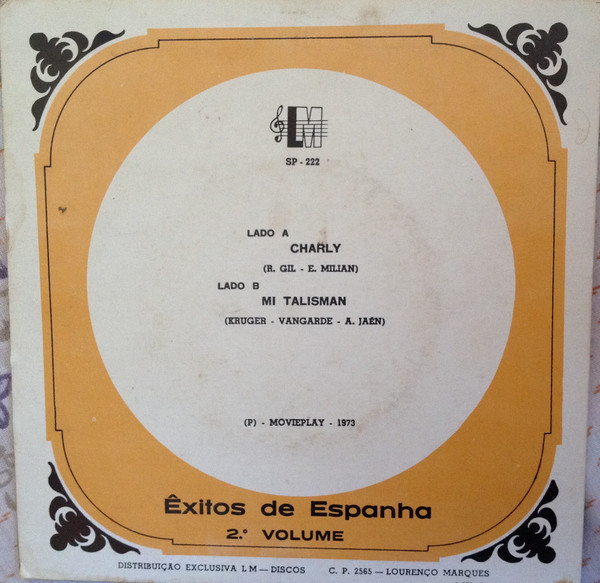 LM
SP - 222
LADO A
CHARLY
(R. GIL - E. MILIAN)
LADO B
MI TALISMAN
(KRUGER - VANGARDE - A. JAÉN)
(P) - MOVIEPLAY - 1973
Êxitos de Espanha
2.º VOLUME
DISTRIBUIÇÃO EXCLUSIVA L M — DISCOS C. P. 2565 — LOURENÇO MARQUES